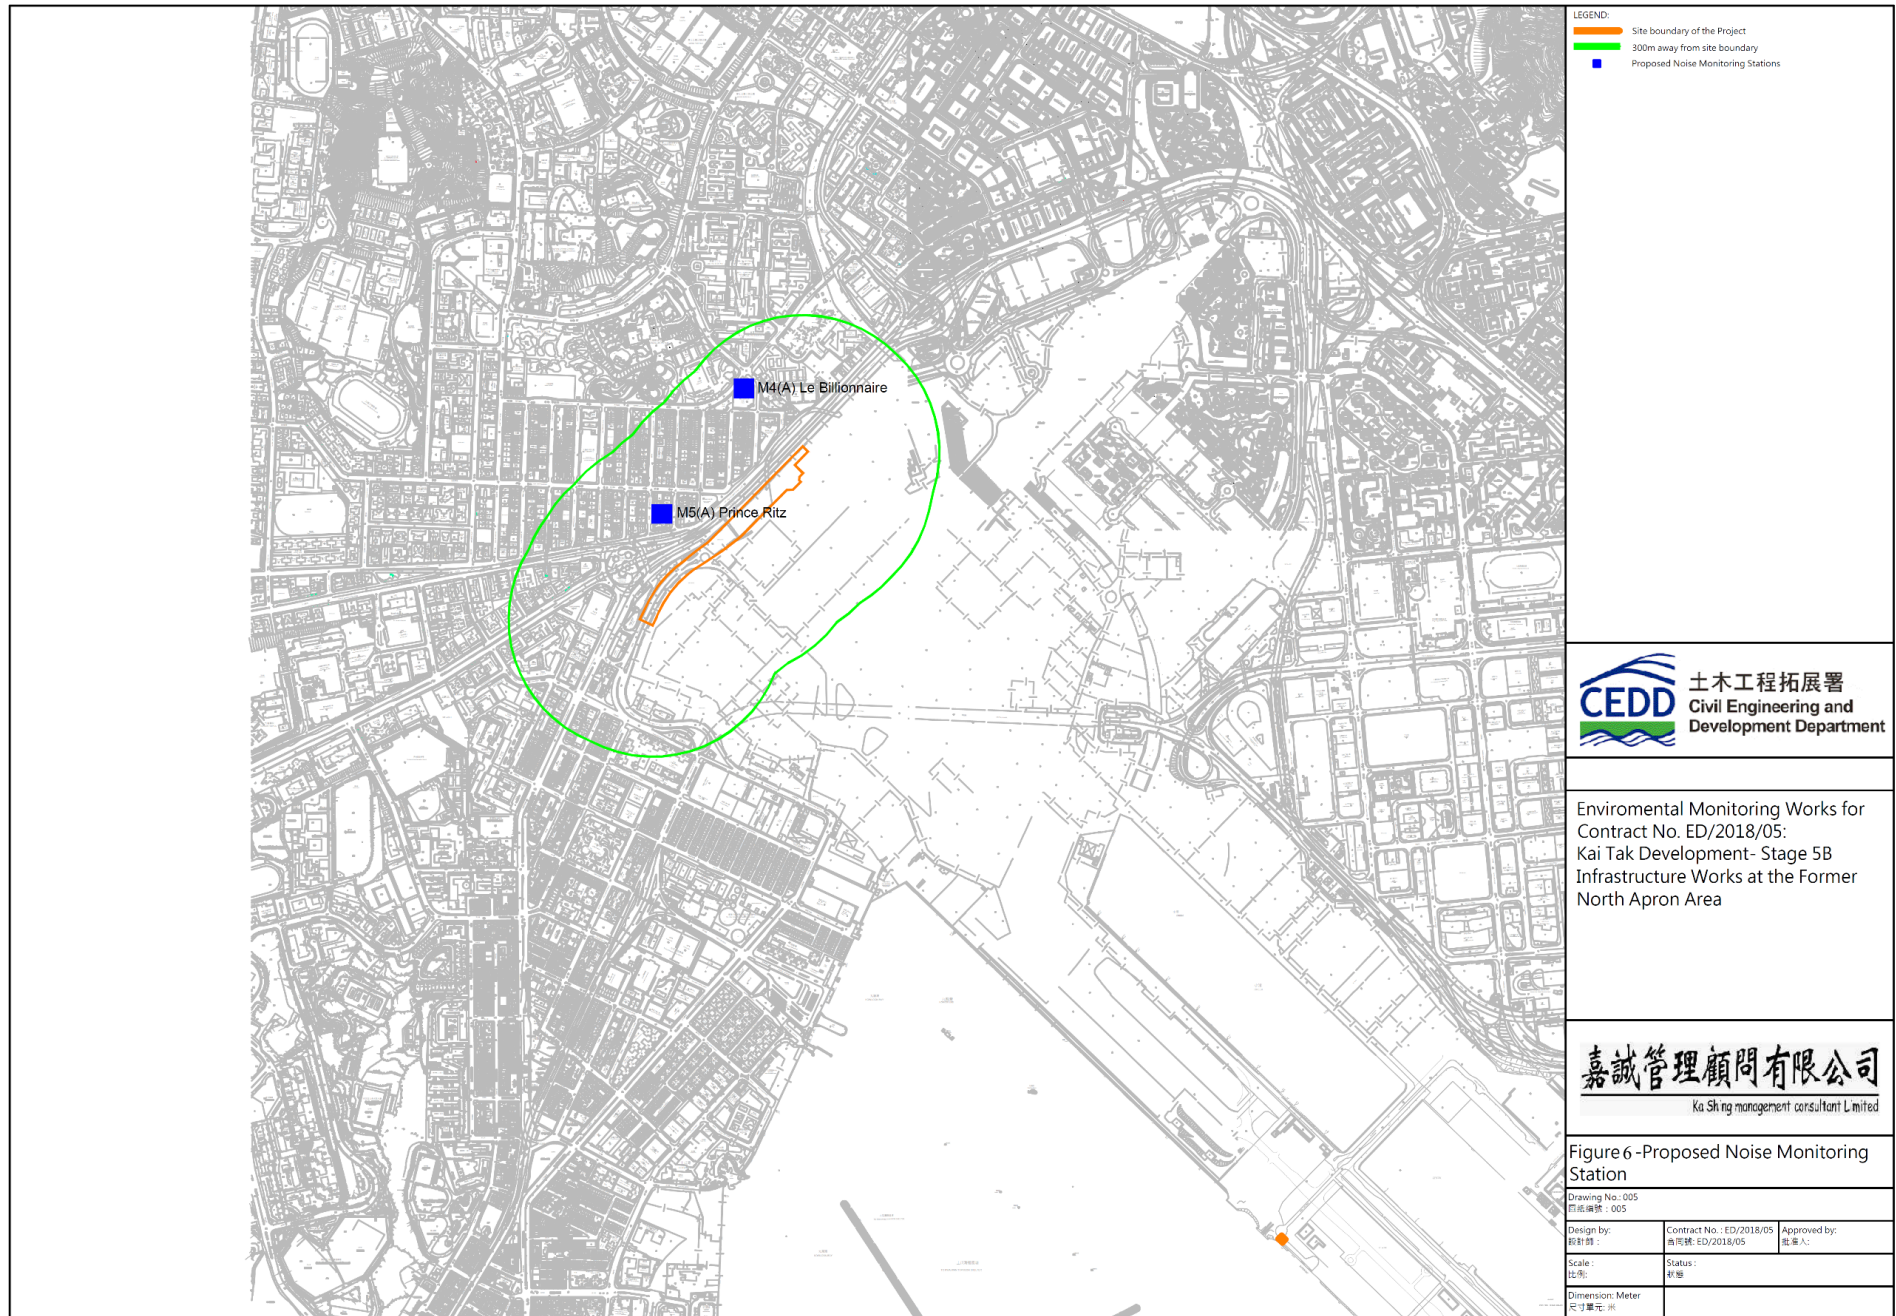 LEGEND:
Site boundary of the Project
300m away from site boundary
Proposed Noise Monitoring Stations
M4(A) Le Billionnaire
M5(A) Prince Ritz
CEDD
土木工程拓展署
Civil Engineering and
Development Department
Enviromental Monitoring Works for
Contract No. ED/2018/05:
Kai Tak Development- Stage 5B
Infrastructure Works at the Former
North Apron Area
嘉誠管理顧問有限公司
Ka Shing management consultant Limited
Figure 6 -Proposed Noise Monitoring
Station
Drawing No.: 005
圖紙編號 : 005
Design by:
設計師 :
Contract No. : ED/2018/05
合同號: ED/2018/05
Approved by:
批准人:
Scale :
比例:
Status :
狀態
Dimension: Meter
尺寸單元: 米